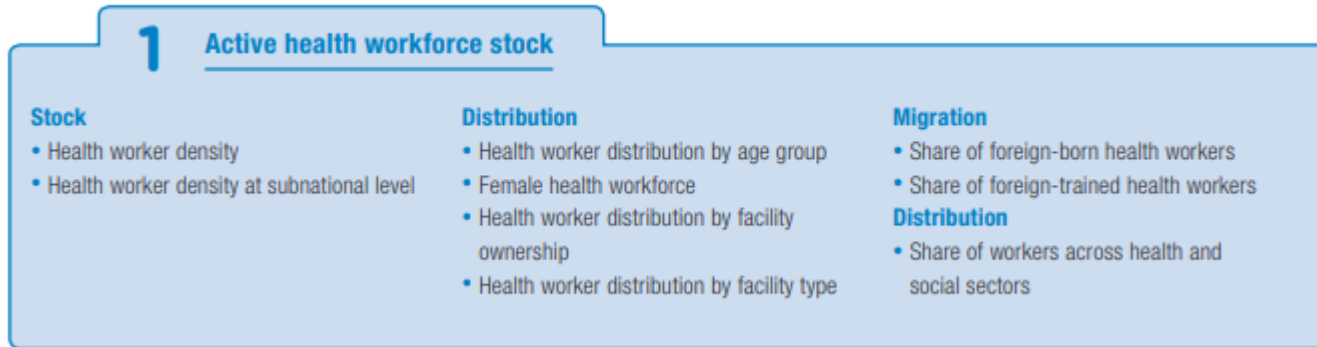 1 Active health workforce stock
Stock
• Health worker density
• Health worker density at subnational level
Distribution
• Health worker distribution by age group
• Female health workforce
• Health worker distribution by facility
ownership
• Health worker distribution by facility type
Migration
• Share of foreign-born health workers
• Share of foreign-trained health workers
Distribution
• Share of workers across health and
social sectors